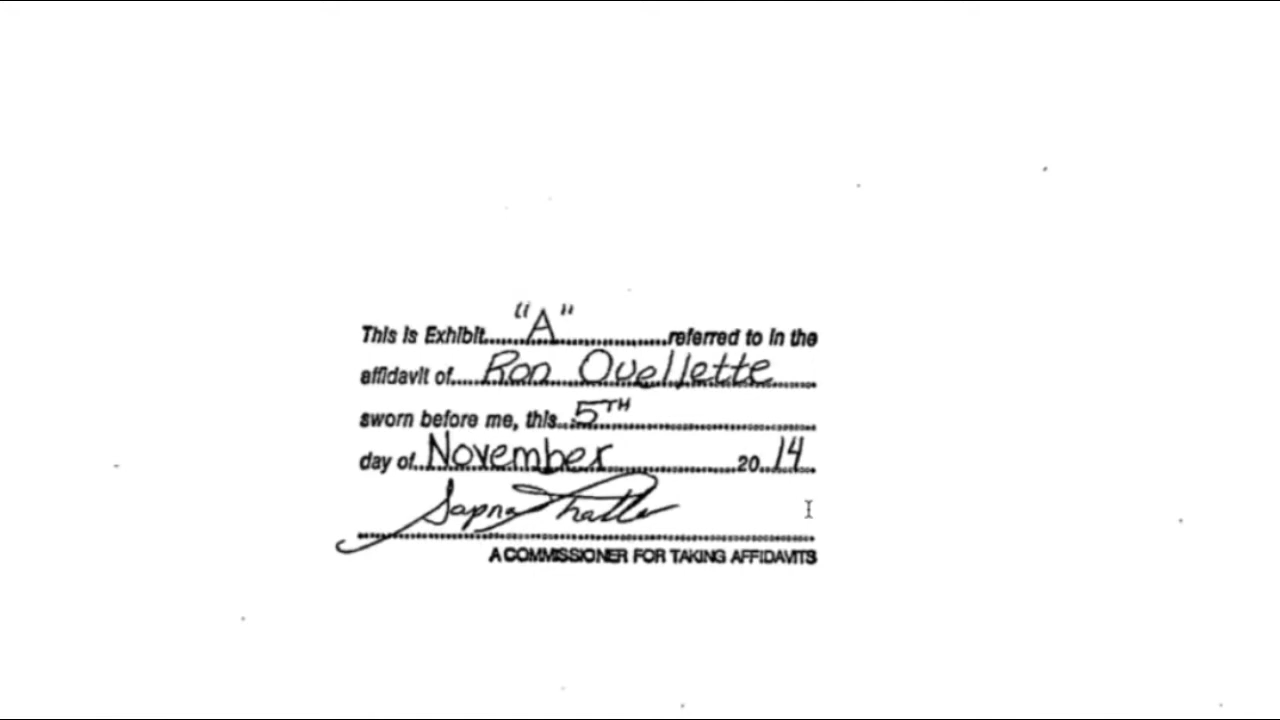 This is Exhibit "A" referred to in the
affidavit of Ron Ouellette
sworn before me, this 5TH
day of November 20 14
Sapna
A COMMISSIONER FOR TAKING AFFIDAVITS